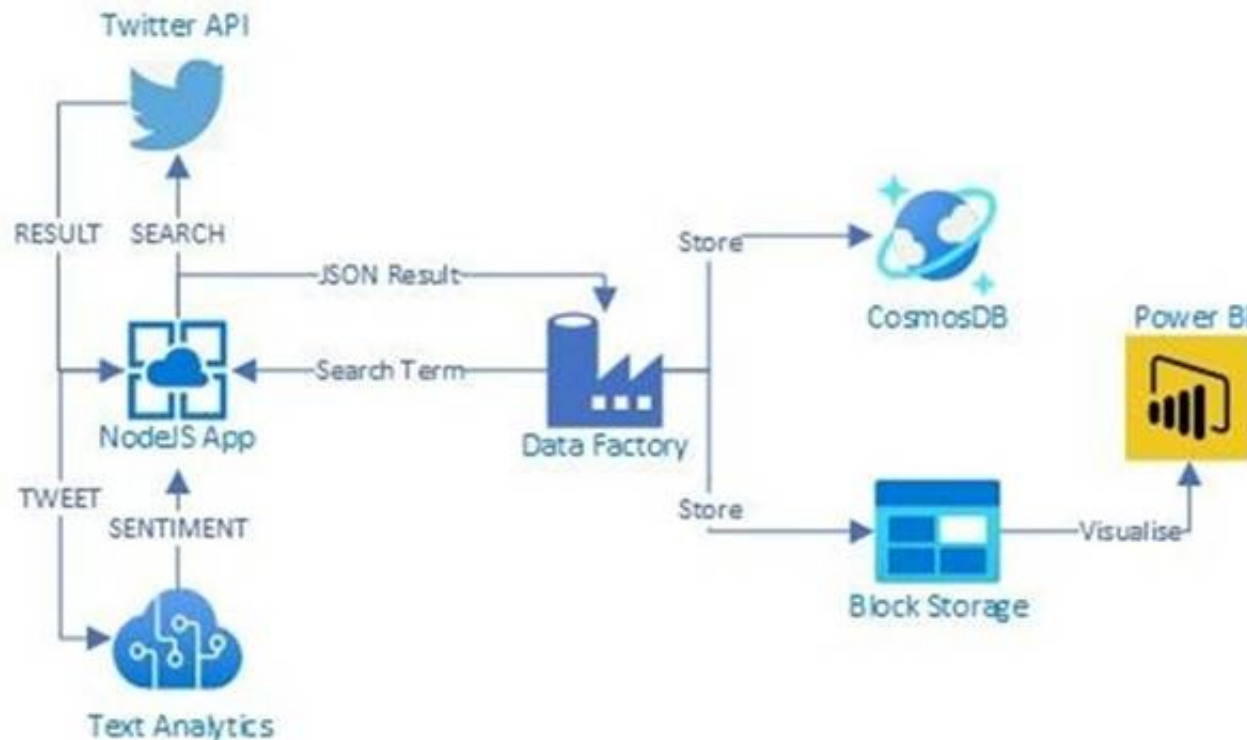 Twitter API
RESULT
SEARCH
JSON Result
Store
CosmosDB
Power BI
Search Term
NodeJS App
Data Factory
TWEET
SENTIMENT
Store
Visualise
Block Storage
Text Analytics